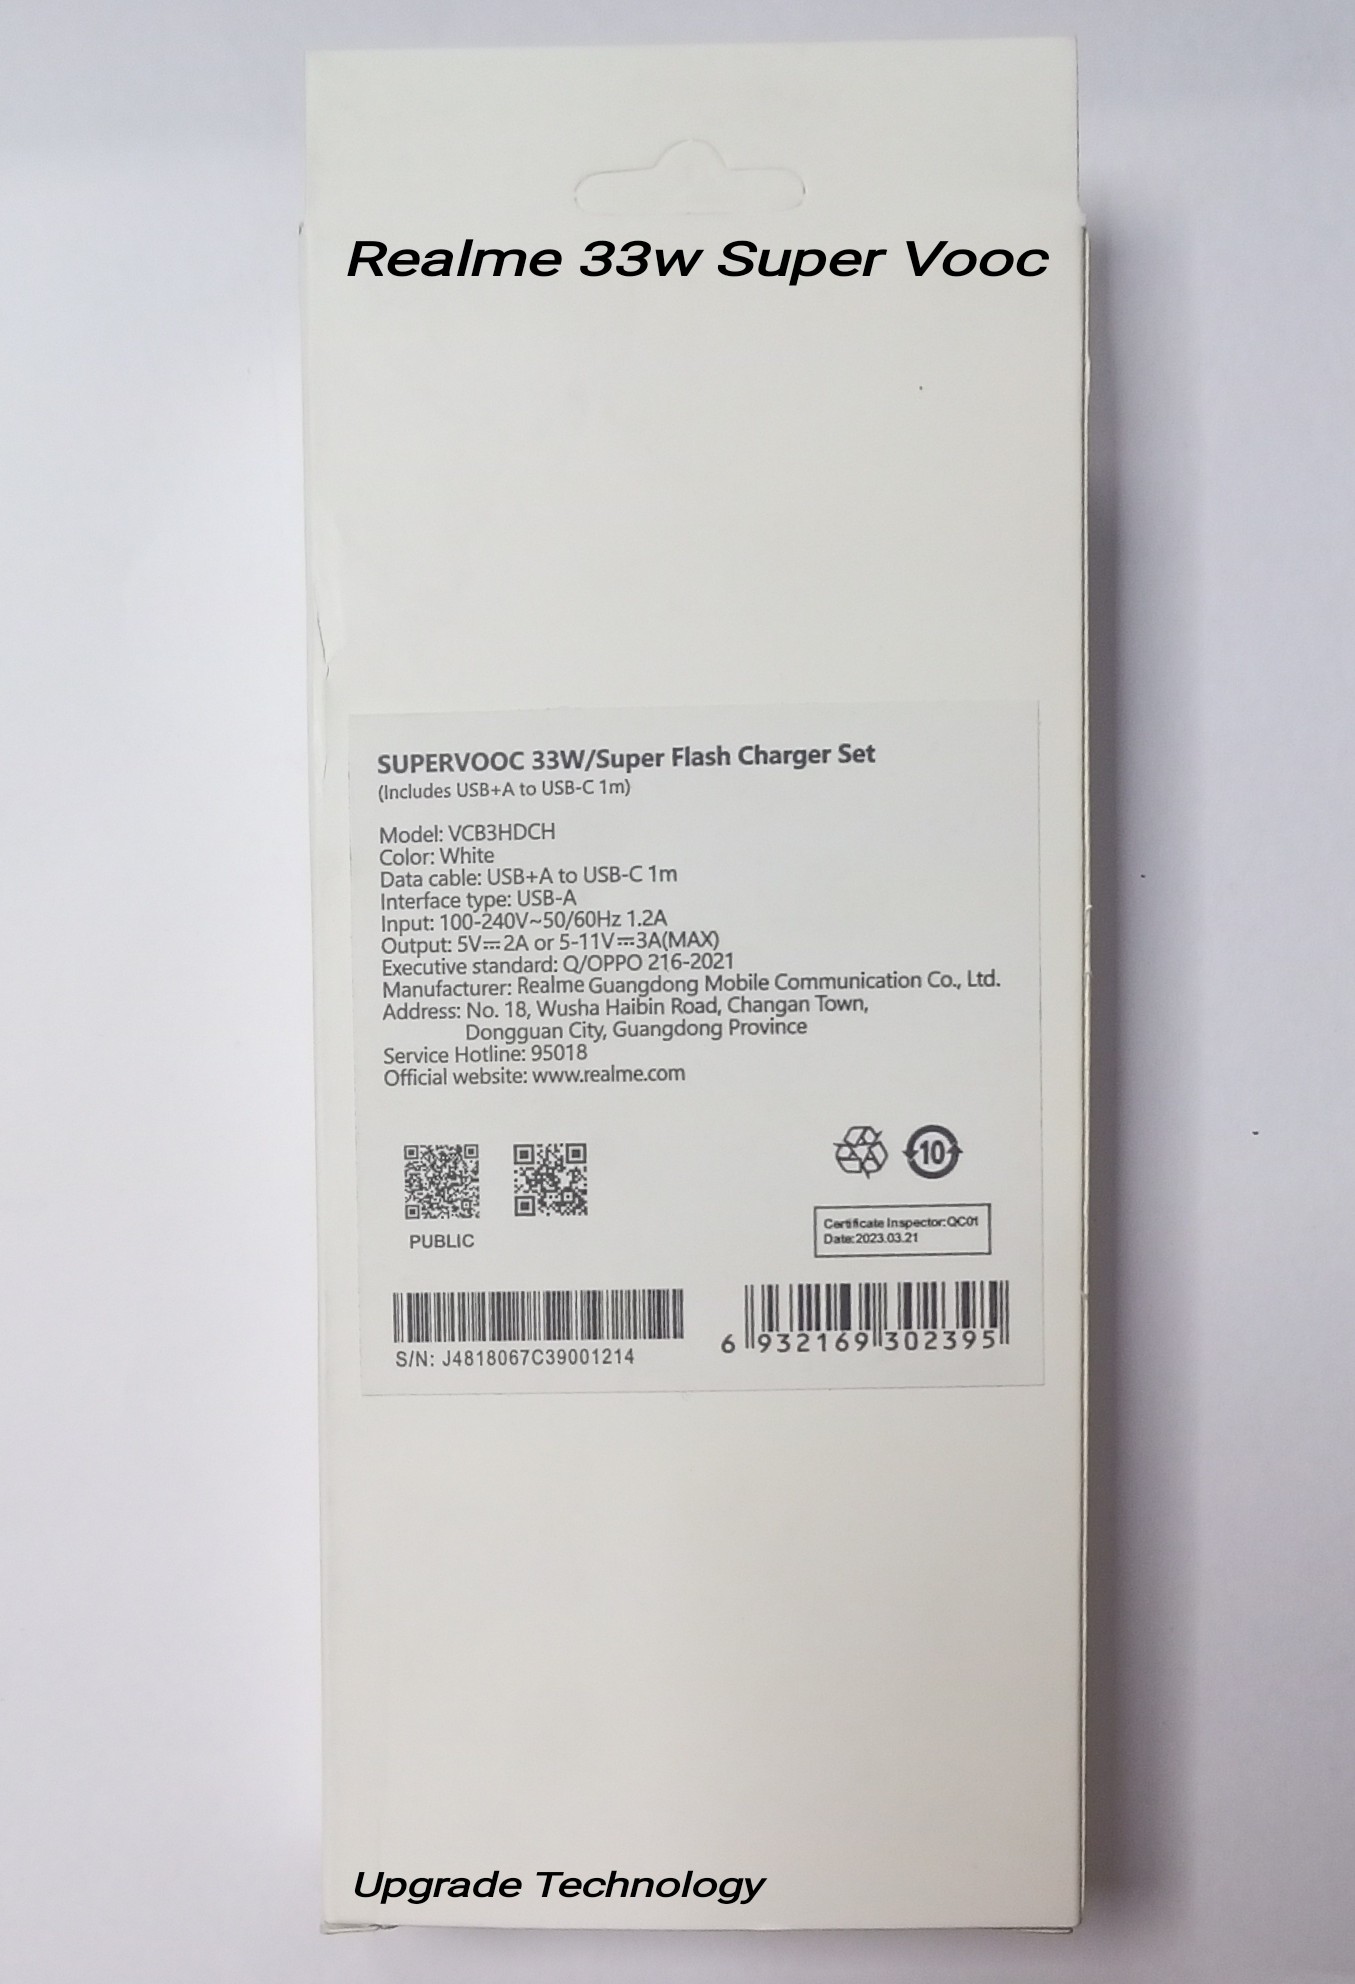 Realme 33w Super Vooc
SUPERVOOC 33W/Super Flash Charger Set
(Includes USB+A to USB-C 1m)
Model: VCB3HDCH
Color: White
Data cable: USB+A to USB-C 1m
Interface type: USB-A
Input: 100-240V~50/60Hz 1.2A
Output: 5V⎓2A or 5-11V⎓3A(MAX)
Executive standard: Q/OPPO 216-2021
Manufacturer: Realme Guangdong Mobile Communication Co., Ltd.
Address: No. 18, Wusha Haibin Road, Changan Town,
Dongguan City, Guangdong Province
Service Hotline: 95018
Official website: www.realme.com
10
PUBLIC
Certificate Inspector:QC01
Date:2023.03.21
S/N: J4818067C39001214
6 932169 302395
Upgrade Technology